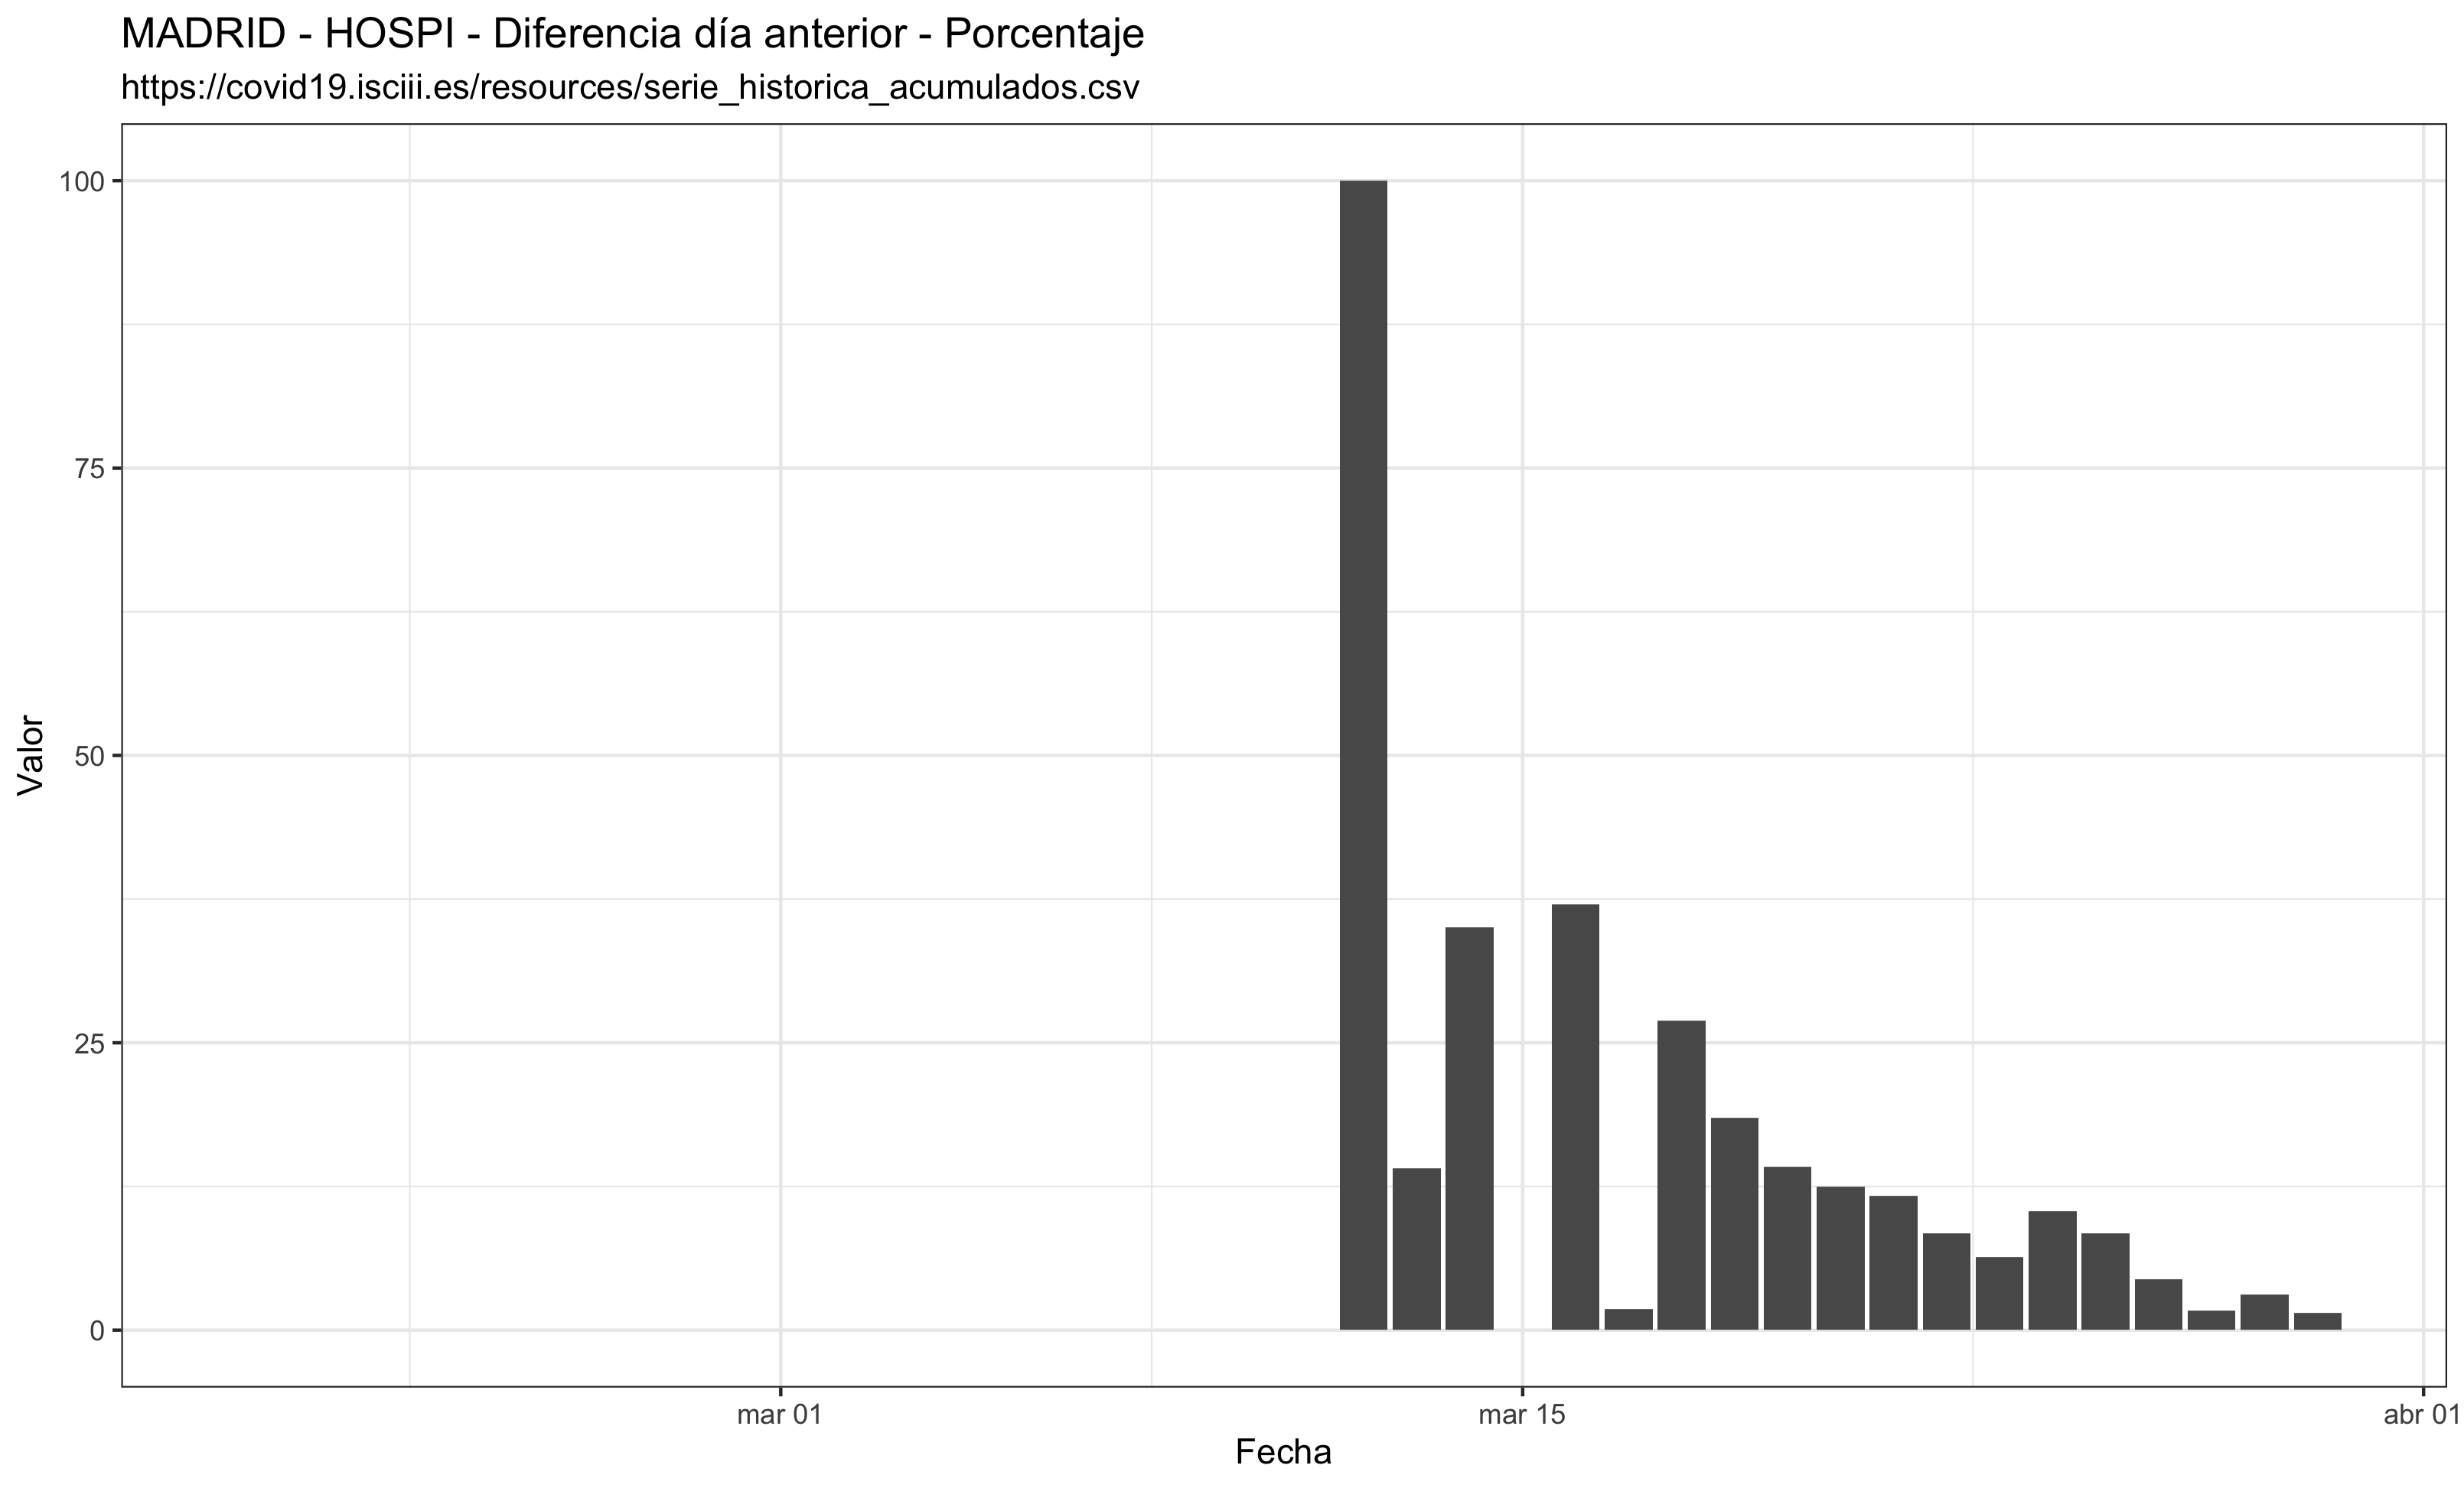 MADRID - HOSPI - Diferencia día anterior - Porcentaje
https://covid19.isciii.es/resources/serie_historica_acumulados.csv
100
75
50
25
0
Valor
mar 01
mar 15
abr 01
Fecha